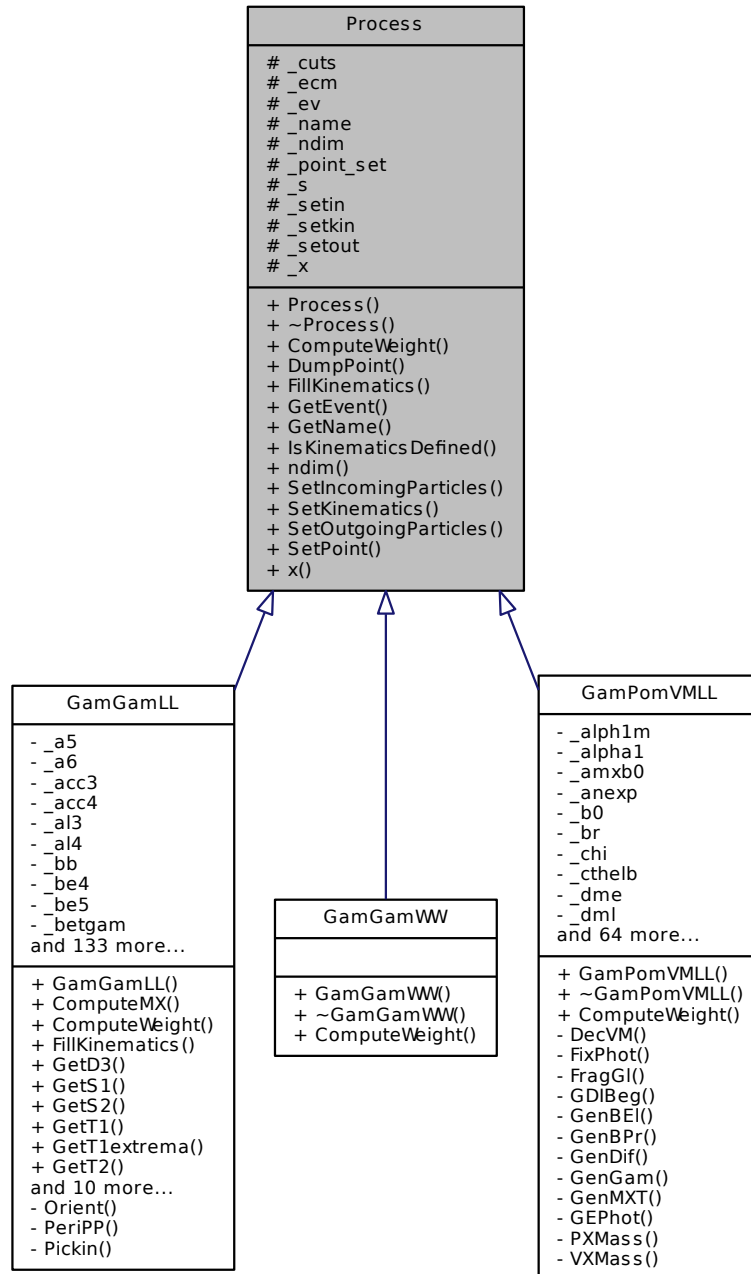 Process
# _cuts
# _ecm
# _ev
# _name
# _ndim
# _point_set
# _s
# _setin
# _setkin
# _setout
# _x
+ Process()
+ ~Process()
+ ComputeWeight()
+ DumpPoint()
+ FillKinematics()
+ GetEvent()
+ GetName()
+ IsKinematicsDefined()
+ ndim()
+ SetIncomingParticles()
+ SetKinematics()
+ SetOutgoingParticles()
+ SetPoint()
+ x()
GamGamLL
- _a5
- _a6
- _acc3
- _acc4
- _al3
- _al4
- _bb
- _be4
- _be5
- _betgam
and 133 more...
+ GamGamLL()
+ ComputeMX()
+ ComputeWeight()
+ FillKinematics()
+ GetD3()
+ GetS1()
+ GetS2()
+ GetT1()
+ GetT1extrema()
+ GetT2()
and 10 more...
- Orient()
- PeriPP()
- Pickin()
GamGamWW
+ GamGamWW()
+ ~GamGamWW()
+ ComputeWeight()
GamPomVMLL
- _alph1m
- _alpha1
- _amxb0
- _anexp
- _b0
- _br
- _chi
- _cthelb
- _dme
- _dml
and 64 more...
+ GamPomVMLL()
+ ~GamPomVMLL()
+ ComputeWeight()
- DecVM()
- FixPhot()
- FragGl()
- GDIBeg()
- GenBEl()
- GenBPr()
- GenDif()
- GenGam()
- GenMXT()
- GEPhot()
- PXMass()
- VXMass()